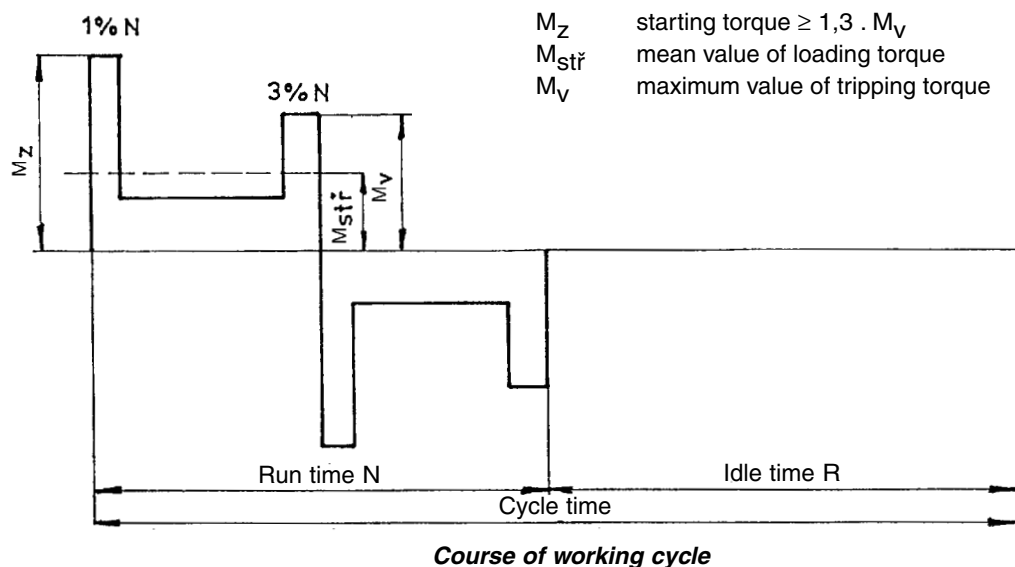 1% N
M_z starting torque ≥ 1,3 . M_v
M_stř mean value of loading torque
M_v maximum value of tripping torque
3% N
M_z
M_stř
M_v
Run time N
Idle time R
Cycle time
Course of working cycle